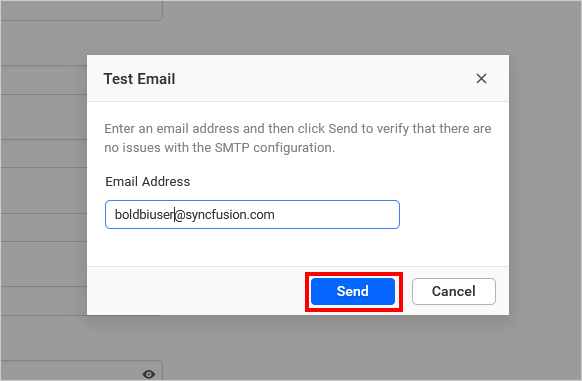 Test Email
Enter an email address and then click Send to verify that there are
no issues with the SMTP configuration.
Email Address
boldbiuser@syncfusion.com
Send
Cancel